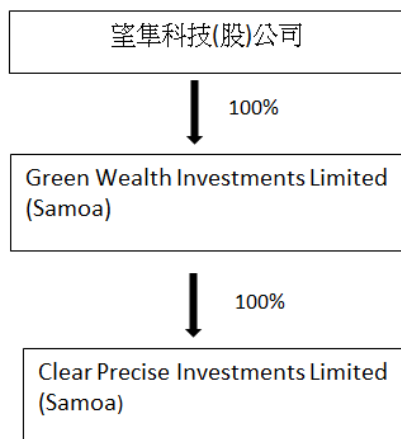 望隼科技(股)公司
100%
Green Wealth Investments Limited
(Samoa)
100%
Clear Precise Investments Limited
(Samoa)